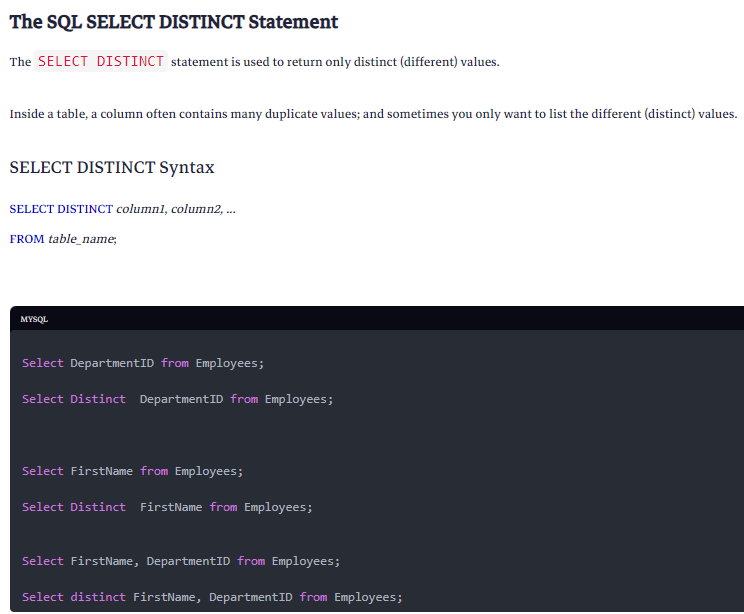 The SQL SELECT DISTINCT Statement
The SELECT DISTINCT statement is used to return only distinct (different) values.
Inside a table, a column often contains many duplicate values; and sometimes you only want to list the different (distinct) values.
SELECT DISTINCT Syntax
SELECT DISTINCT column1, column2, ...
FROM table_name;
MYSQL
Select DepartmentID from Employees;
Select Distinct  DepartmentID from Employees;
Select FirstName from Employees;
Select Distinct  FirstName from Employees;
Select FirstName, DepartmentID from Employees;
Select distinct FirstName, DepartmentID from Employees;